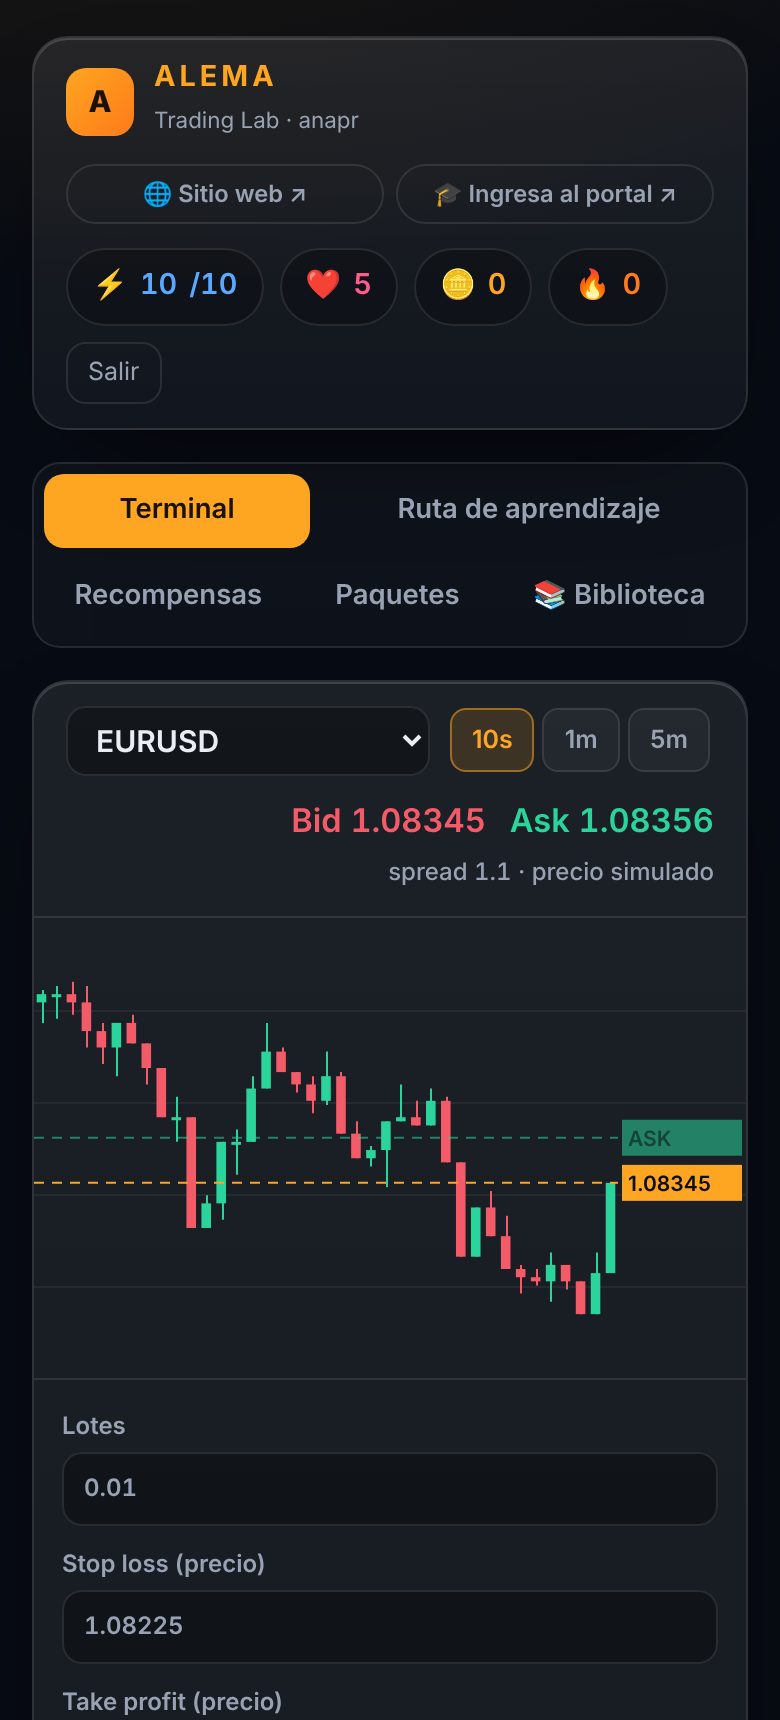 A
ALEMA
Trading Lab · anapr
🌐 Sitio web ↗
🎓 Ingresa al portal ↗
⚡ 10 /10
❤️ 5
🪙 0
🔥 0
Salir
Terminal
Ruta de aprendizaje
Recompensas
Paquetes
📚 Biblioteca
EURUSD
10s
1m
5m
Bid 1.08345 Ask 1.08356
spread 1.1 · precio simulado
ASK
1.08345
Lotes
0.01
Stop loss (precio)
1.08225
Take profit (precio)